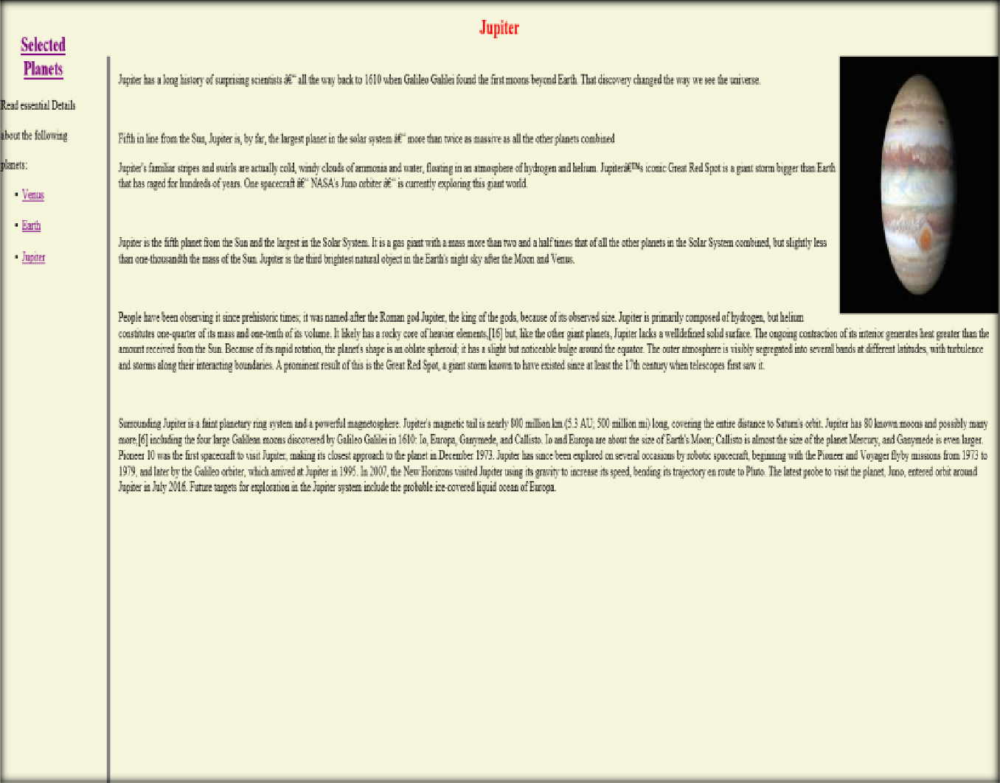 Jupiter
Selected
Planets
Read essential Details
about the following
planets:
• Venus
• Earth
• Jupiter
Jupiter has a long history of surprising scientists â€“ all the way back to 1610 when Galileo Galilei found the first moons beyond Earth. That discovery changed the way we see the universe.
Fifth in line from the Sun, Jupiter is, by far, the largest planet in the solar system â€“ more than twice as massive as all the other planets combined
Jupiter's familiar stripes and swirls are actually cold, windy clouds of ammonia and water, floating in an atmosphere of hydrogen and helium. Jupiterâ€™s iconic Great Red Spot is a giant storm bigger than Earth
that has raged for hundreds of years. One spacecraft â€“ NASA's Juno orbiter â€“ is currently exploring this giant world.
Jupiter is the fifth planet from the Sun and the largest in the Solar System. It is a gas giant with a mass more than two and a half times that of all the other planets in the Solar System combined, but slightly less
than one-thousandth the mass of the Sun. Jupiter is the third brightest natural object in the Earth's night sky after the Moon and Venus.
People have been observing it since prehistoric times; it was named after the Roman god Jupiter, the king of the gods, because of its observed size. Jupiter is primarily composed of hydrogen, but helium
constitutes one-quarter of its mass and one-tenth of its volume. It likely has a rocky core of heavier elements,[16] but, like the other giant planets, Jupiter lacks a welldefined solid surface. The ongoing contraction of its interior generates heat greater than the
amount received from the Sun. Because of its rapid rotation, the planet's shape is an oblate spheroid; it has a slight but noticeable bulge around the equator. The outer atmosphere is visibly segregated into several bands at different latitudes, with turbulence
and storms along their interacting boundaries. A prominent result of this is the Great Red Spot, a giant storm known to have existed since at least the 17th century when telescopes first saw it.
Surrounding Jupiter is a faint planetary ring system and a powerful magnetosphere. Jupiter's magnetic tail is nearly 800 million km (5.3 AU; 500 million mi) long, covering the entire distance to Saturn's orbit. Jupiter has 80 known moons and possibly many
more,[6] including the four large Galilean moons discovered by Galileo Galilei in 1610: Io, Europa, Ganymede, and Callisto. Io and Europa are about the size of Earth's Moon; Callisto is almost the size of the planet Mercury, and Ganymede is even larger.
Pioneer 10 was the first spacecraft to visit Jupiter, making its closest approach to the planet in December 1973. Jupiter has since been explored on several occasions by robotic spacecraft, beginning with the Pioneer and Voyager flyby missions from 1973 to
1979, and later by the Galileo orbiter, which arrived at Jupiter in 1995. In 2007, the New Horizons visited Jupiter using its gravity to increase its speed, bending its trajectory en route to Pluto. The latest probe to visit the planet, Juno, entered orbit around
Jupiter in July 2016. Future targets for exploration in the Jupiter system include the probable ice-covered liquid ocean of Europa.